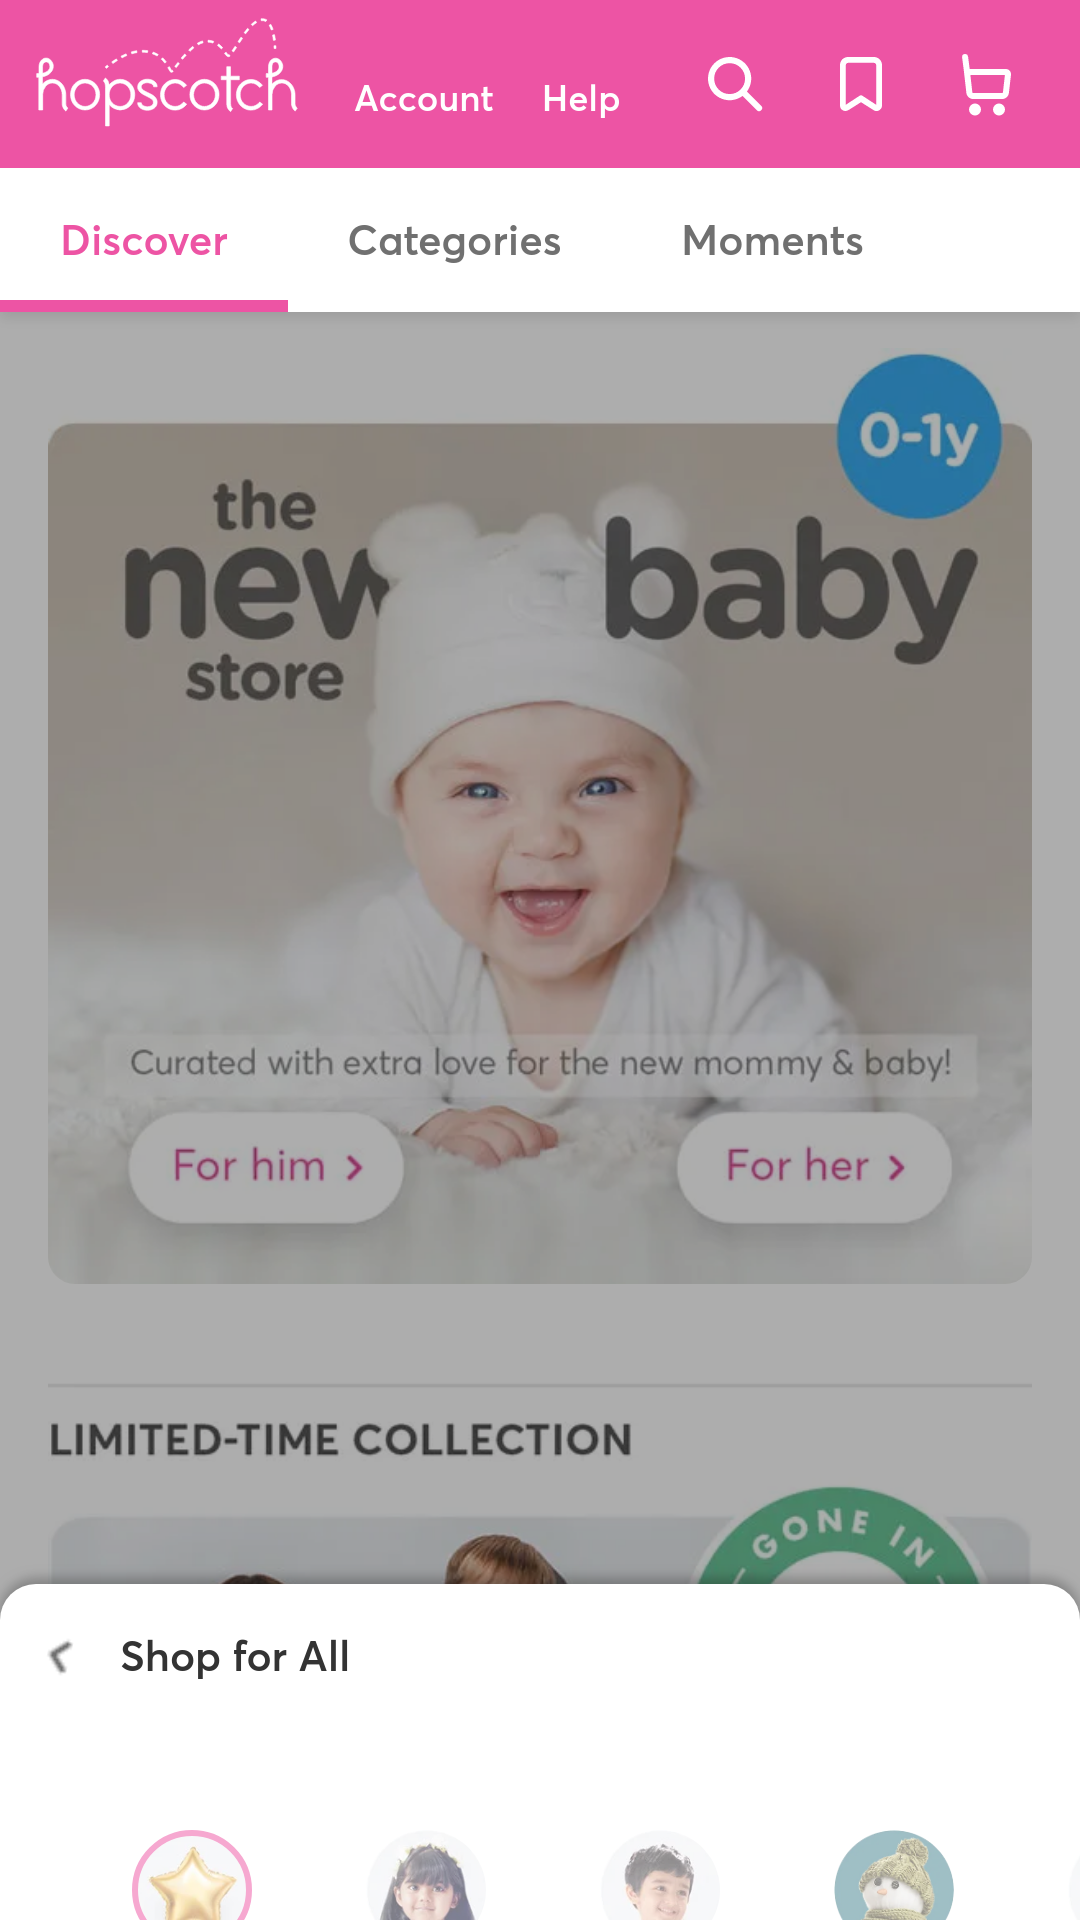 hopscotch
Account
Help
Discover
Categories
Moments
0-1y
the
new baby
store
Curated with extra love for the new mommy & baby!
For him
For her
LIMITED-TIME COLLECTION
GONE IN
Shop for All